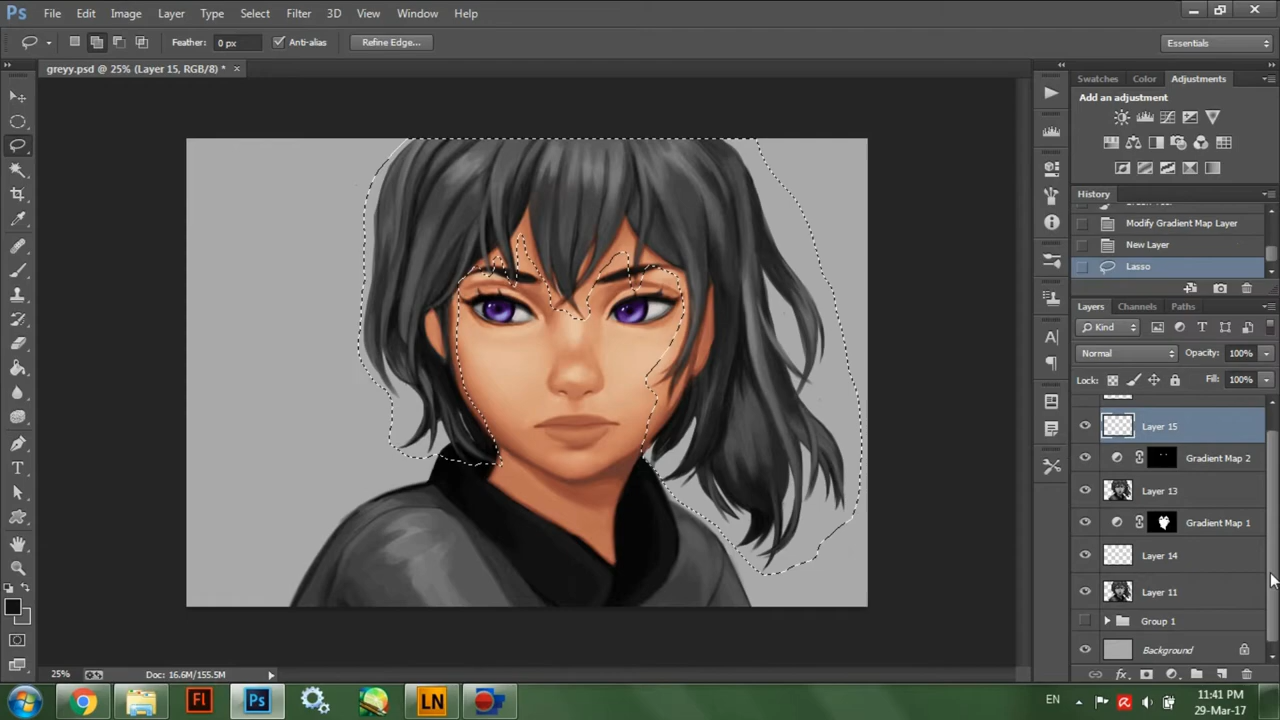 Ps File Edit Image Layer Type Select Filter 3D View Window Help
Feather: 0 px Anti-alias Refine Edge... Essentials
greyy.psd @ 25% (Layer 15, RGB/8) * ×
Swatches Color Adjustments
Add an adjustment
History
Modify Gradient Map Layer
New Layer
Lasso
Layers Channels Paths
Kind
Normal Opacity: 100%
Lock: Fill: 100%
Layer 15
Gradient Map 2
Layer 13
Gradient Map 1
Layer 14
Layer 11
Group 1
Background
25% Doc: 16.6M/155.5M
Fl Ps LN EN 11:41 PM
29-Mar-17